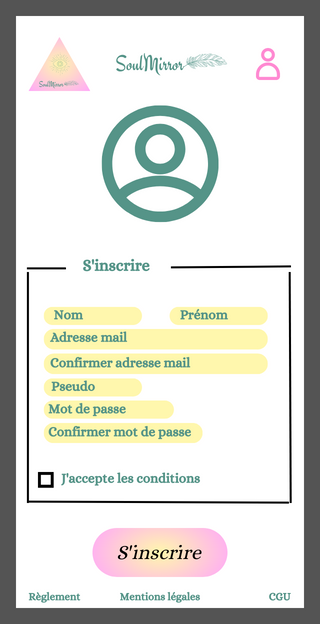 SoulMirror
SoulMirror
S'inscrire
Nom Prénom
Adresse mail
Confirmer adresse mail
Pseudo
Mot de passe
Confirmer mot de passe
J'accepte les conditions
S'inscrire
Règlement Mentions légales CGU